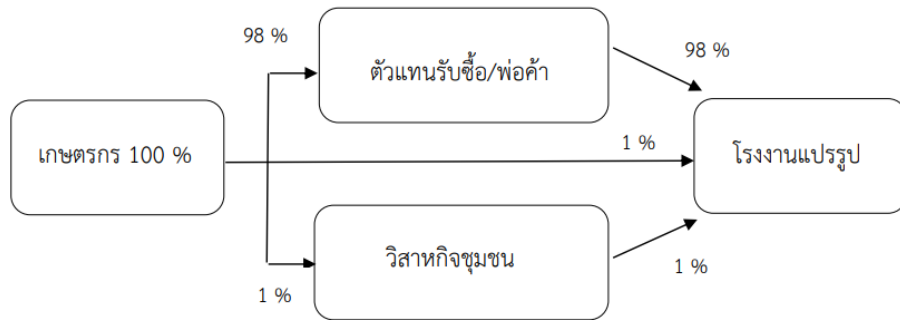 98 %
ตัวแทนรับซื้อ/พ่อค้า
98 %
เกษตรกร 100 %
1 %
โรงงานแปรรูป
วิสาหกิจชุมชน
1 %
1 %